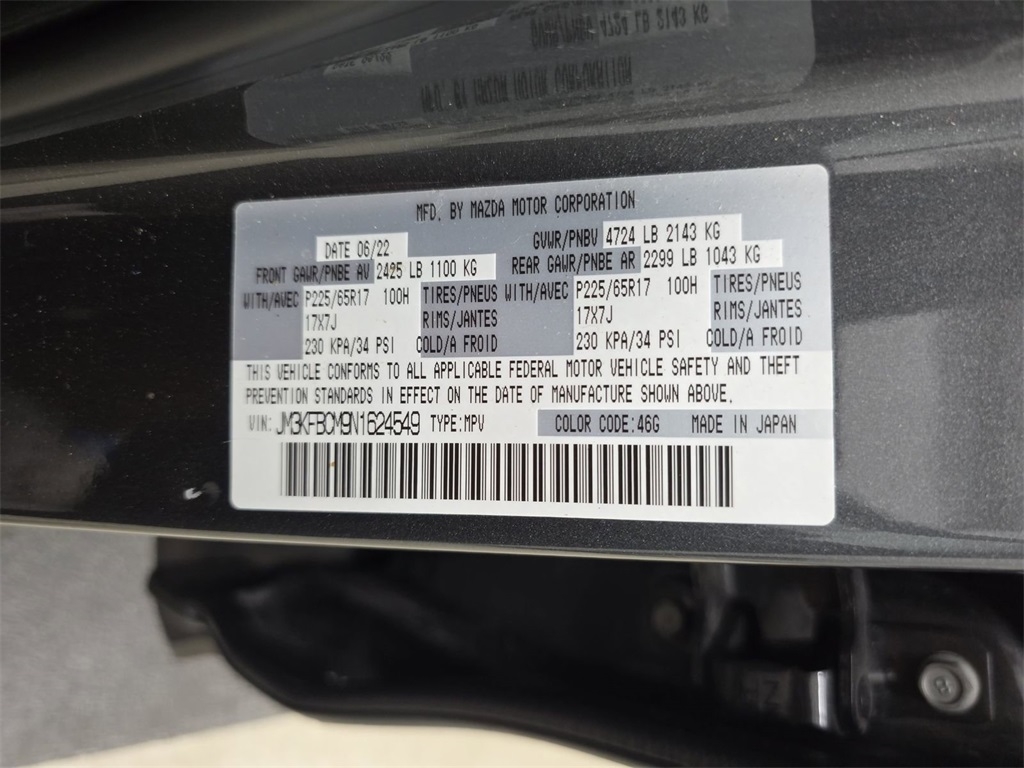 MFD. BY MAZDA MOTOR CORPORATION
DATE 06/22 GVWR/PNBV 4724 LB 2143 KG
FRONT GAWR/PNBE AV 2425 LB 1100 KG REAR GAWR/PNBE AR 2299 LB 1043 KG
WITH/AVEC P225/65R17 100H TIRES/PNEUS WITH/AVEC P225/65R17 100H TIRES/PNEUS
17X7J RIMS/JANTES 17X7J RIMS/JANTES
230 KPA/34 PSI COLD/A FROID 230 KPA/34 PSI COLD/A FROID
THIS VEHICLE CONFORMS TO ALL APPLICABLE FEDERAL MOTOR VEHICLE SAFETY AND THEFT
PREVENTION STANDARDS IN EFFECT ON THE DATE OF MANUFACTURE SHOWN ABOVE.
VIN: JM3KFBCM9N1624549 TYPE:MPV COLOR CODE:46G MADE IN JAPAN
8